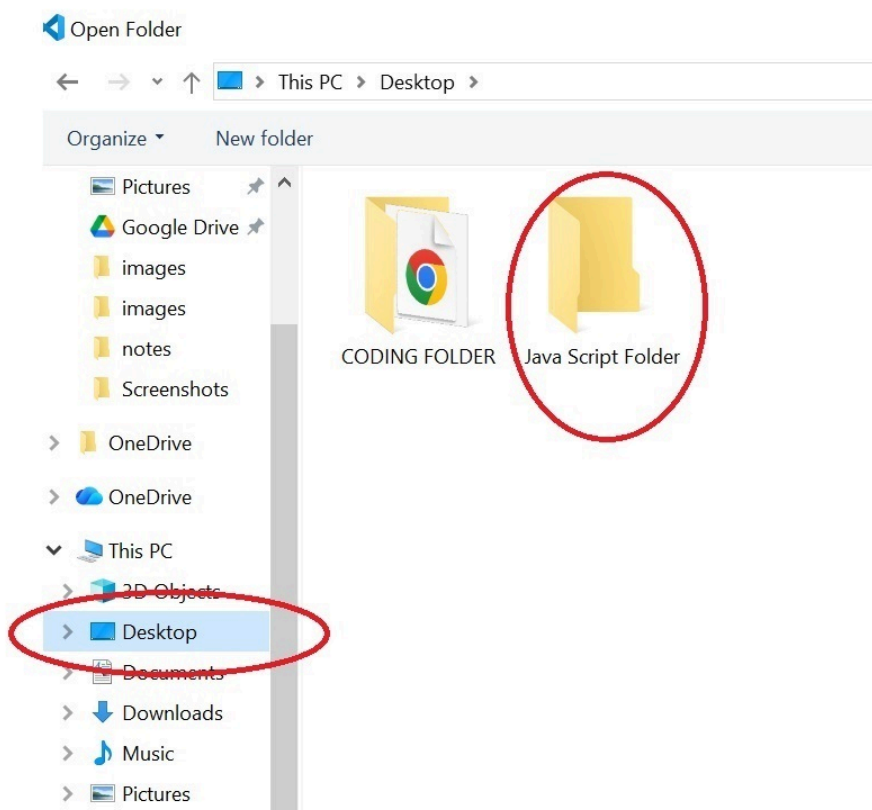 Open Folder
This PC > Desktop >
Organize New folder
Pictures
Google Drive
images
images
notes
Screenshots
OneDrive
OneDrive
This PC
3D Objects
Desktop
Documents
Downloads
Music
Pictures
CODING FOLDER
Java Script Folder